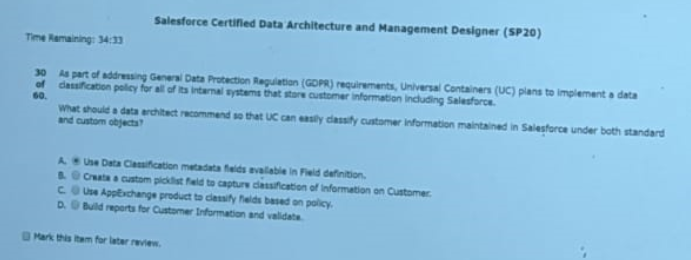 Salesforce Certified Data Architecture and Management Designer (SP20)
Time Remaining: 34:33
30 As part of addressing General Data Protection Regulation (GDPR) requirements, Universal Containers (UC) plans to implement a data
of classification policy for all of its internal systems that store customer information including Salesforce.
60.
What should a data architect recommend so that UC can easily classify customer information maintained in Salesforce under both standard
and custom objects?
A. Use Data Classification metadata fields available in Field definition.
B. Create a custom picklist field to capture classification of information on Customer.
C. Use AppExchange product to classify fields based on policy.
D. Build reports for Customer Information and validate.
Mark this item for later review.